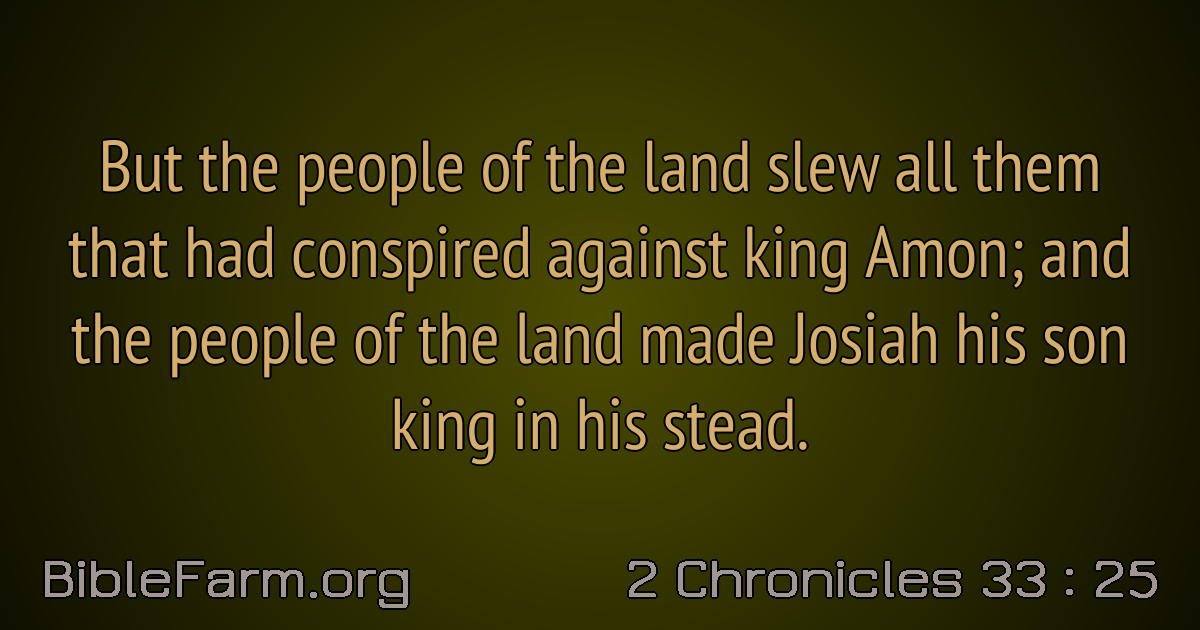 But the people of the land slew all them
that had conspired against king Amon; and
the people of the land made Josiah his son
king in his stead.
BibleFarm.org
2 Chronicles 33 : 25